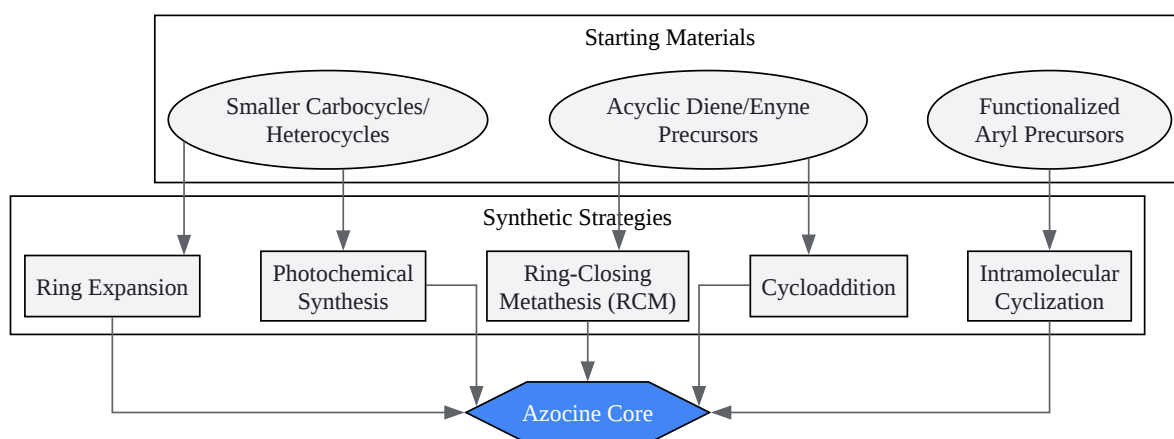 Starting Materials
Smaller Carbocycles/
Heterocycles
Acyclic Diene/Enyne
Precursors
Functionalized
Aryl Precursors
Synthetic Strategies
Ring Expansion
Photochemical
Synthesis
Ring-Closing
Metathesis (RCM)
Cycloaddition
Intramolecular
Cyclization
Azocine Core